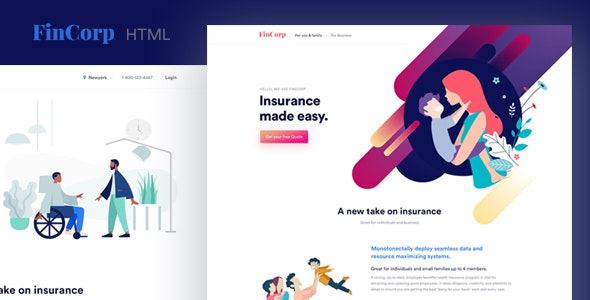 FinCorp HTML
Newyork 1-800-123-4567 Login
ke on insurance
FinCorp For you & family For Business
HELLO, WE ARE FINCORP
Insurance
made easy.
Get your free Quote
A new take on insurance
Great for individuals and business
Monotonectally deploy seamless data and
resource maximizing systems.
Great for individuals and small families up to 4 members.